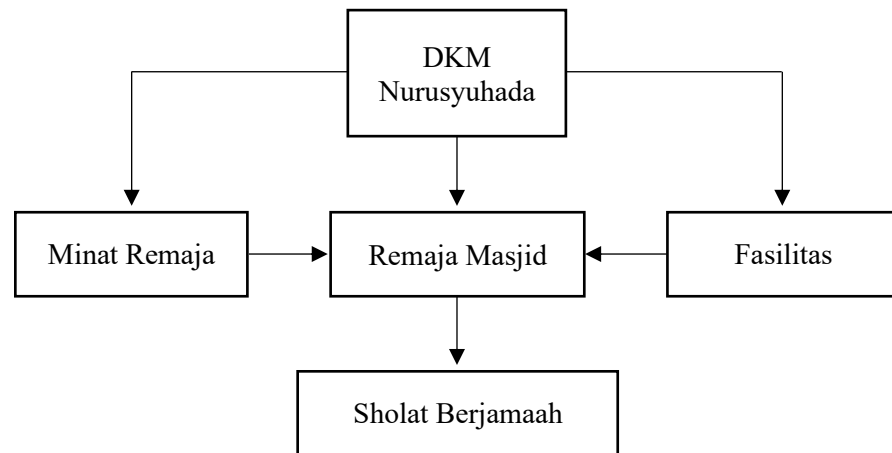 DKM
Nurusyuhada
Minat Remaja
Remaja Masjid
Fasilitas
Sholat Berjamaah